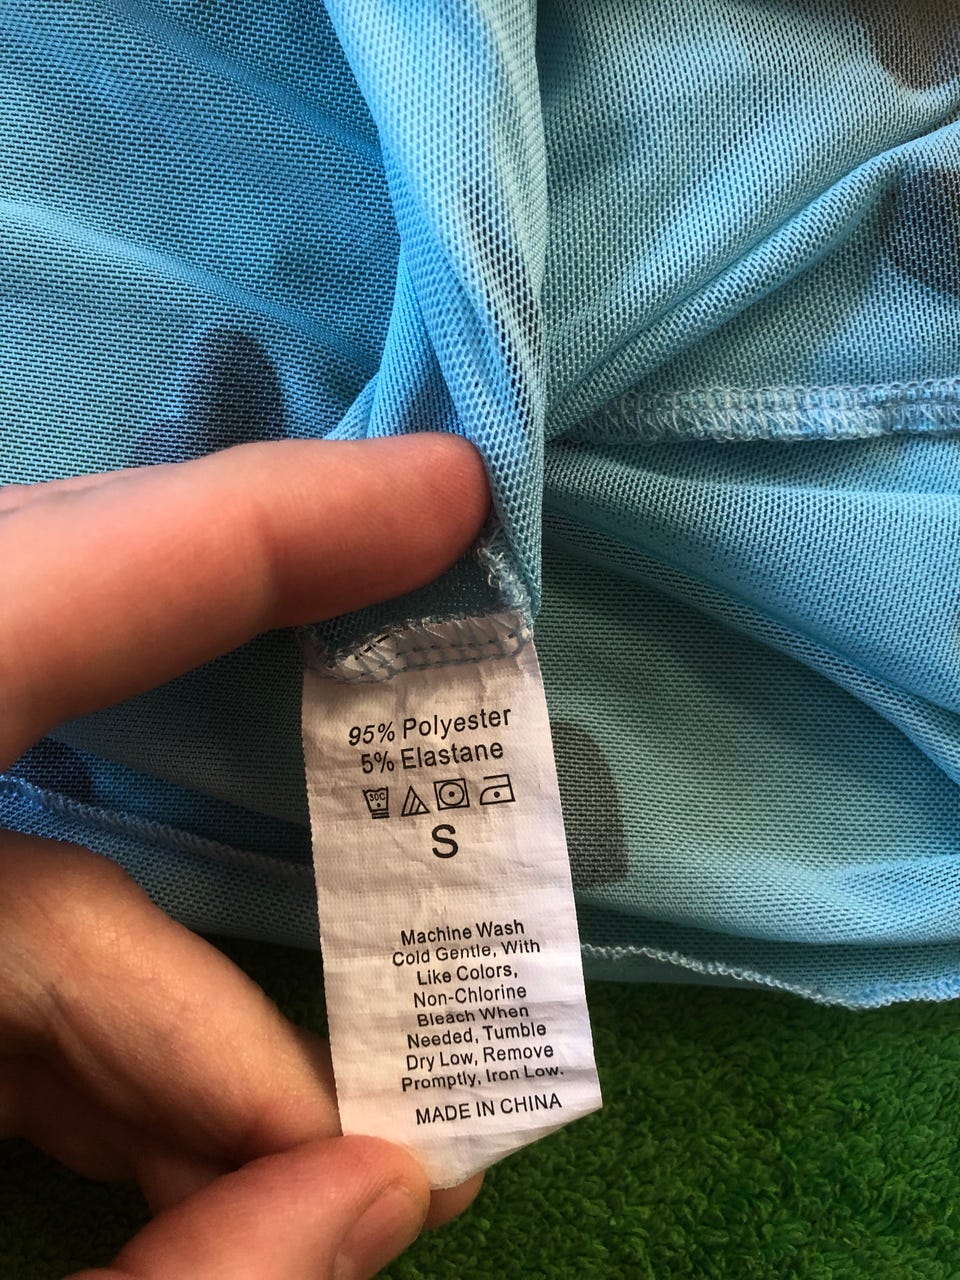 95% Polyester
5% Elastane
30C
S
Machine Wash
Cold Gentle, With
Like Colors,
Non-Chlorine
Bleach When
Needed, Tumble
Dry Low, Remove
Promptly, Iron Low.
MADE IN CHINA